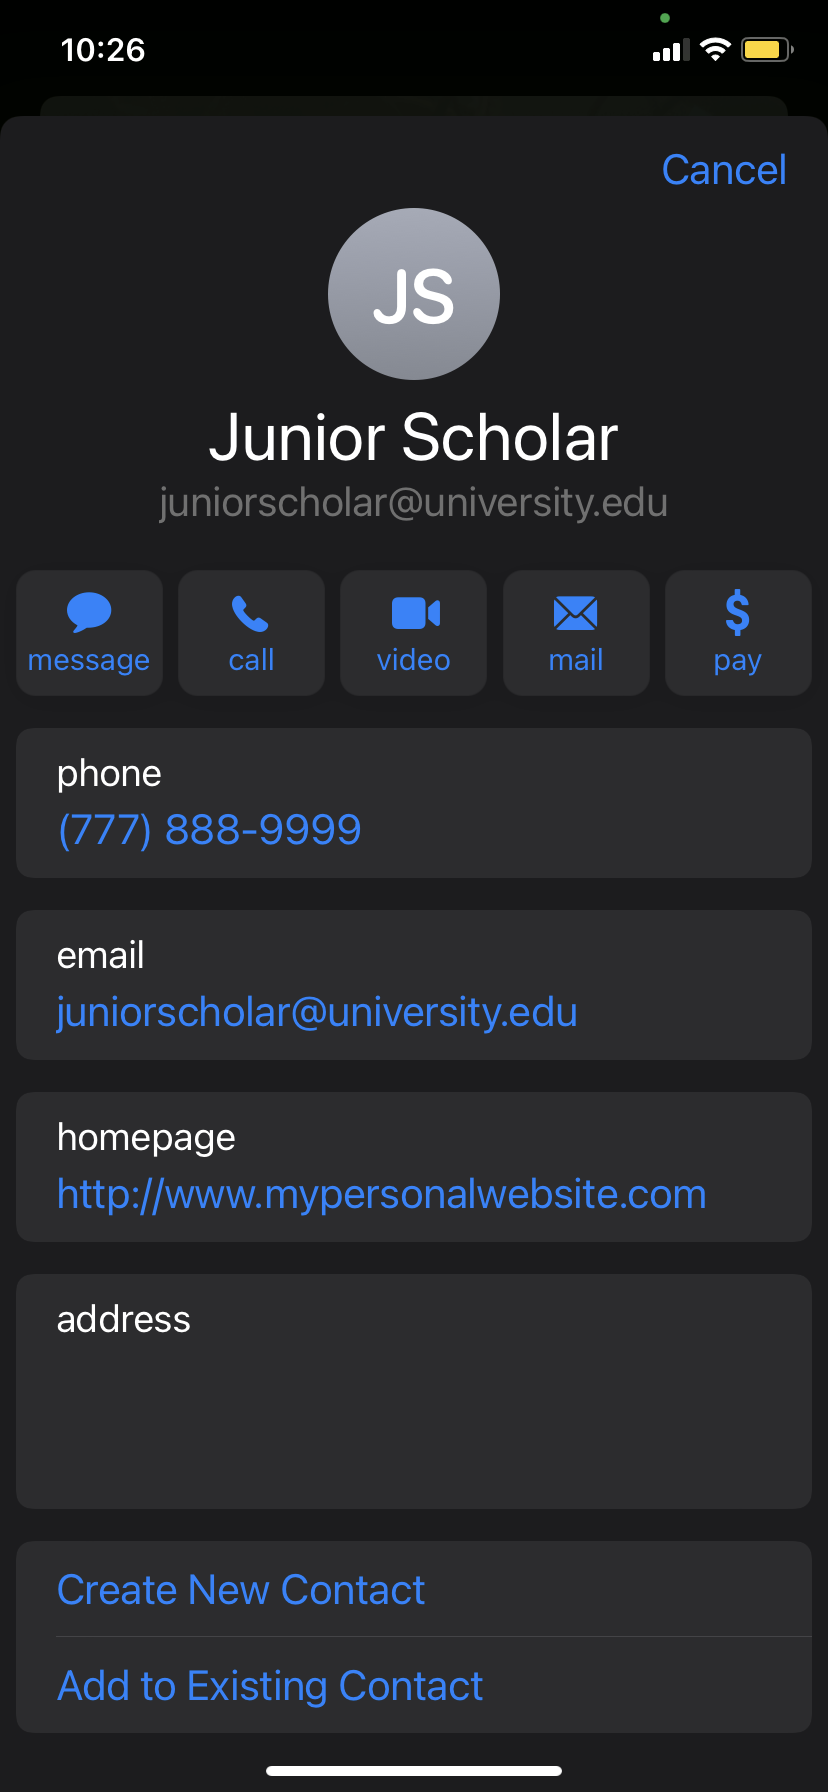 10:26
Cancel
JS
Junior Scholar
juniorscholar@university.edu
message call video mail pay
phone
(777) 888-9999
email
juniorscholar@university.edu
homepage
http://www.mypersonalwebsite.com
address
Create New Contact
Add to Existing Contact